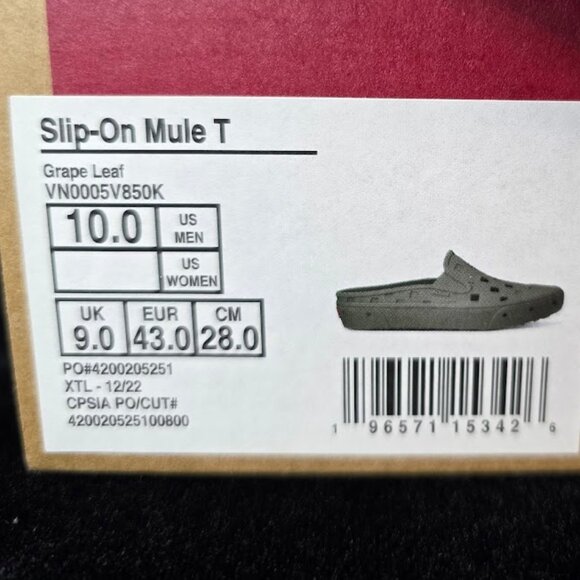 Slip-On Mule T
Grape Leaf
VN0005V850K
10.0 US MEN
US WOMEN
UK 9.0 EUR 43.0 CM 28.0
PO#4200205251
XTL - 12/22
CPSIA PO/CUT#
420020525100800
1 96571 15342 6